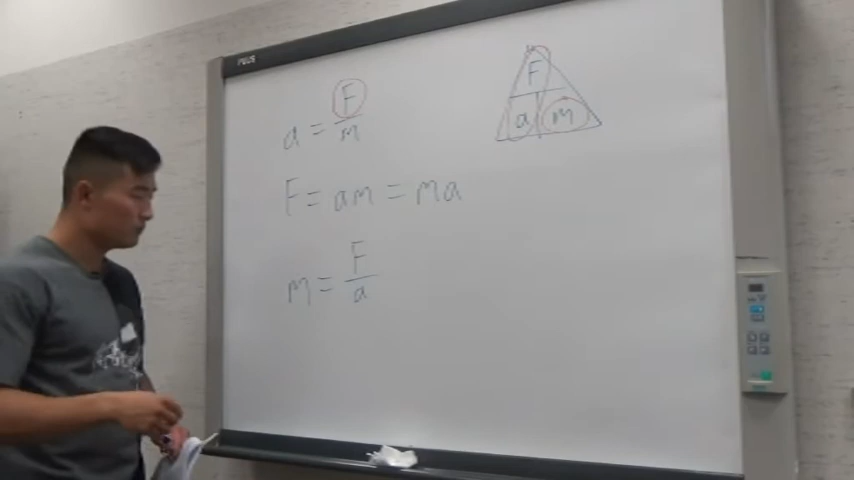 PLUS
a = F/m
F = am = ma
m = F/a
F
a m